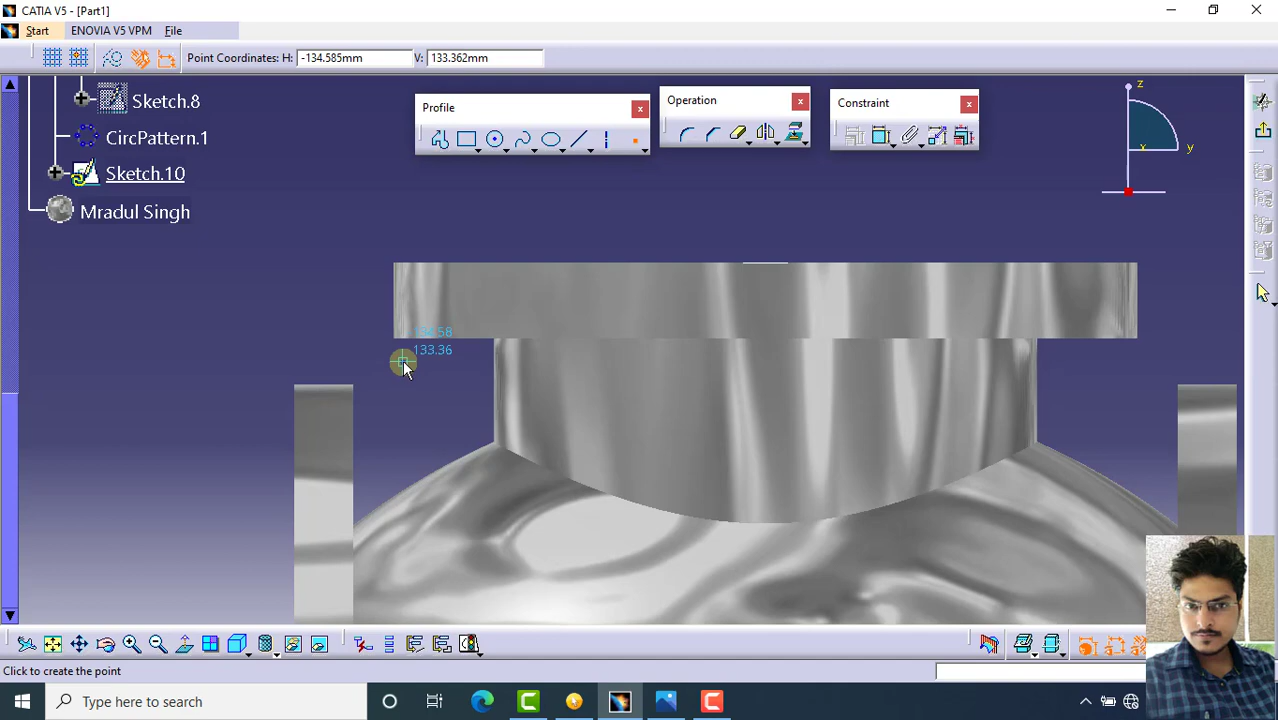 CATIA V5 - [Part1]
Start ENOVIA V5 VPM File
Point Coordinates: H: -134.585mm V: 133.362mm
Sketch.8
CircPattern.1
Sketch.10
Mradul Singh
Profile
Operation
Constraint
z
x y
133.36
Click to create the point
Type here to search